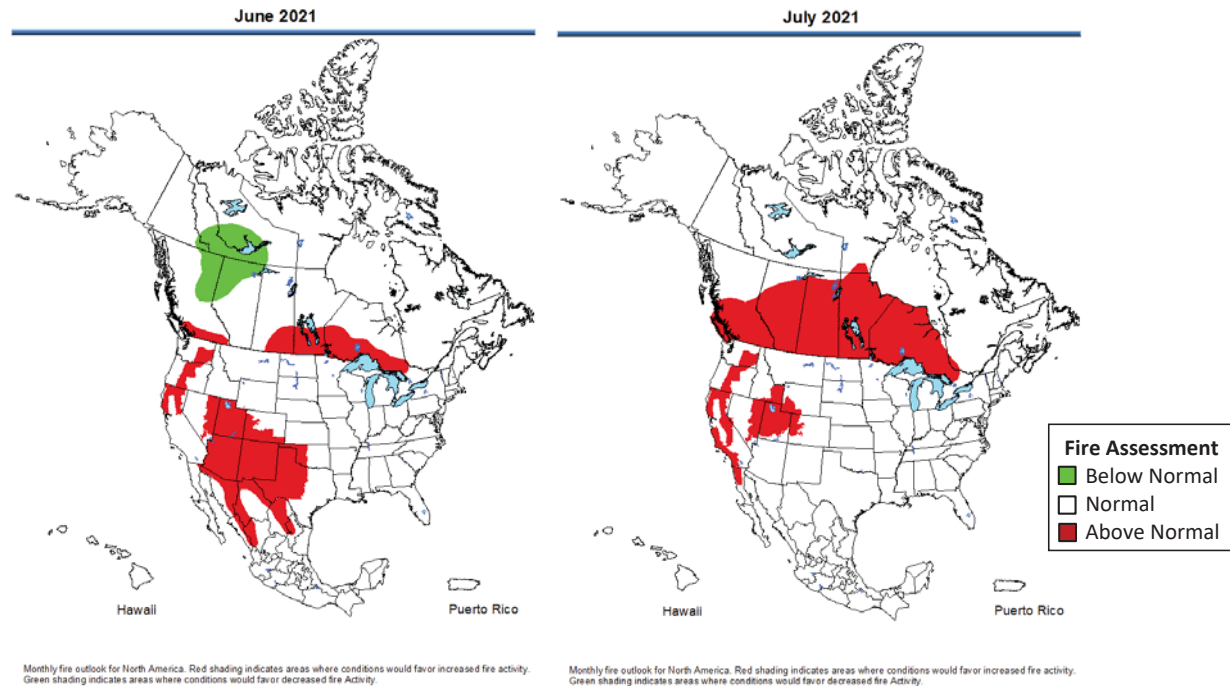 June 2021
July 2021
Fire Assessment
Below Normal
Normal
Above Normal
Hawaii
Puerto Rico
Hawaii
Puerto Rico
Monthly fire outlook for North America. Red shading indicates areas where conditions would favor increased fire activity.
Green shading indicates areas where conditions would favor decreased fire Activity.
Monthly fire outlook for North America. Red shading indicates areas where conditions would favor increased fire activity.
Green shading indicates areas where conditions would favor decreased fire Activity.